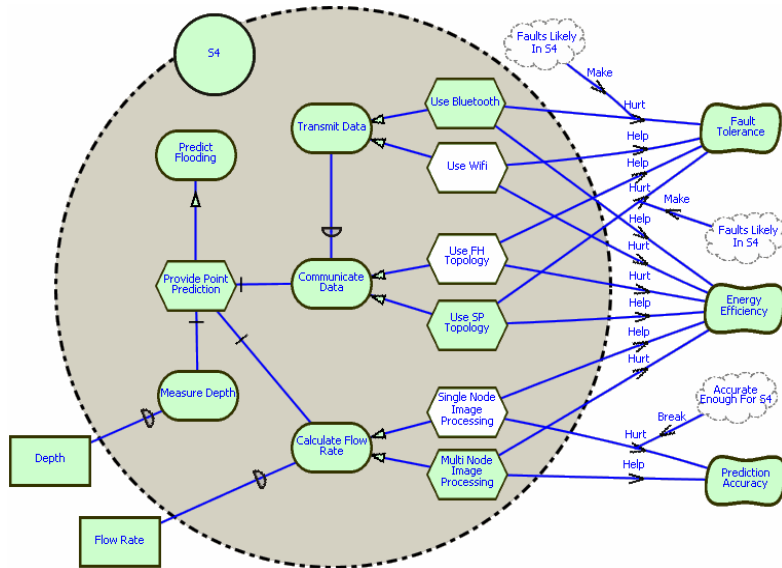 S4
Faults Likely
In S4
Make
Hurt
Use Bluetooth
Fault
Tolerance
Transmit Data
Help
Predict
Flooding
Help
Use Wifi
Hurt
Make
Help
Faults Likely
In S4
Use FH
Topology
Hurt
Provide Point
Prediction
Communicate
Data
Help
Energy
Efficiency
Use SP
Topology
Help
Hurt
Measure Depth
Single Node
Image
Processing
Accurate
Enough For S4
Break
Calculate Flow
Rate
Hurt
Depth
Multi Node
Image
Processing
Help
Prediction
Accuracy
Flow Rate